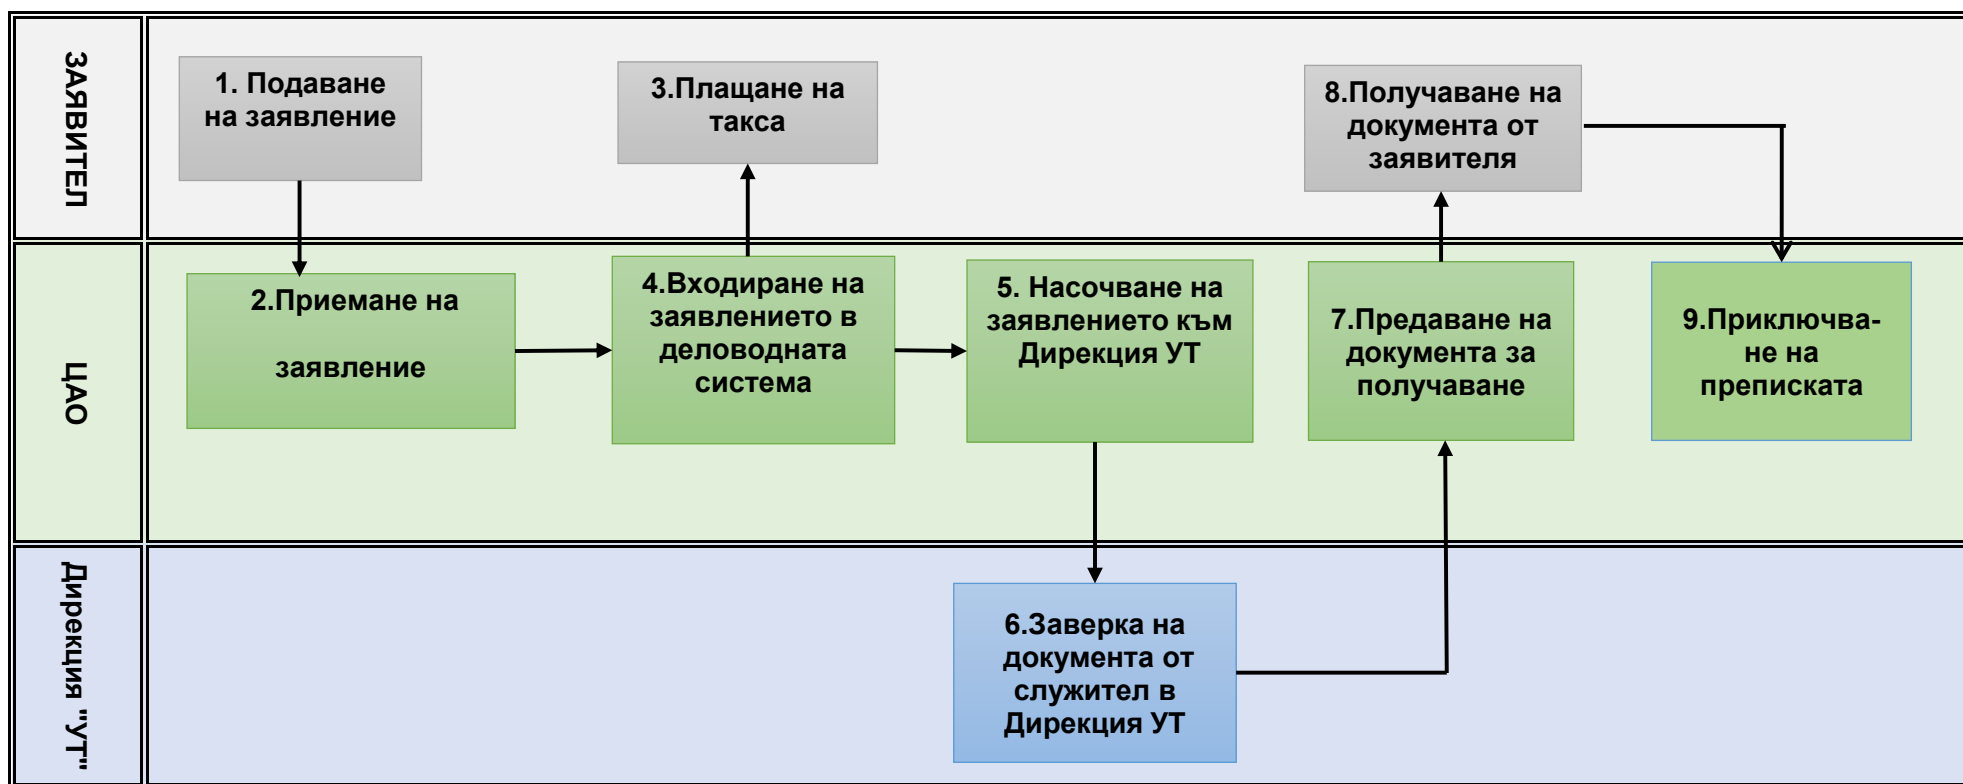 ЗАЯВИТЕЛ
1. Подаване
на заявление
3.Плащане на
такса
8.Получаване на
документа от
заявителя
ЦАО
2.Приемане на
заявление
4.Входиране на
заявлението в
деловодната
система
5. Насочване на
заявлението към
Дирекция УТ
7.Предаване на
документа за
получаване
9.Приключва-
не на
преписката
Дирекция "УТ"
6.Заверка на
документа от
служител в
Дирекция УТ